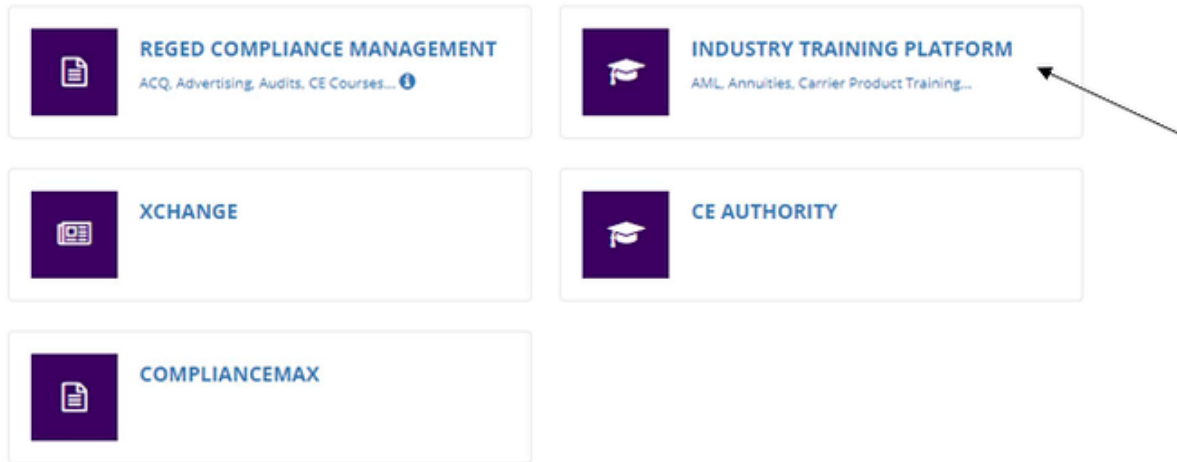 REGED COMPLIANCE MANAGEMENT
ACQ, Advertising, Audits, CE Courses...
INDUSTRY TRAINING PLATFORM
AML, Annuities, Carrier Product Training...
XCHANGE
CE AUTHORITY
COMPLIANCEMAX